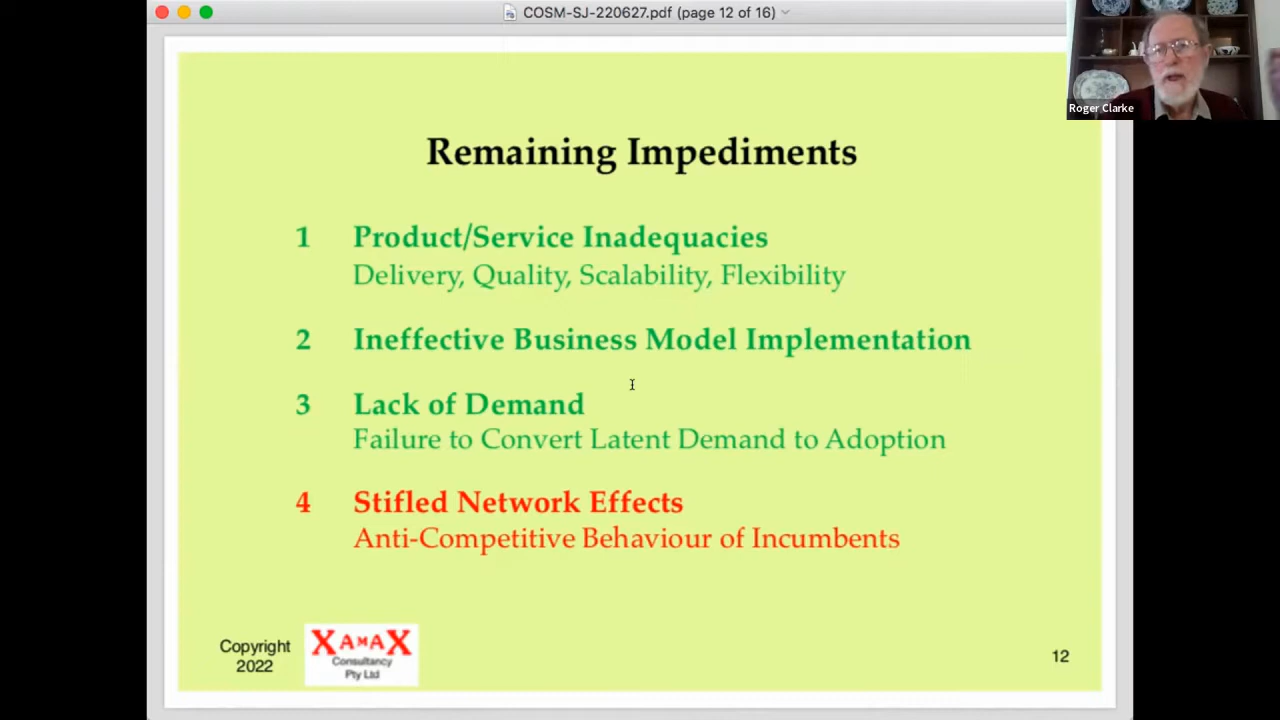 COSM-SJ-220627.pdf (page 12 of 16)
Roger Clarke
Remaining Impediments
1 Product/Service Inadequacies
Delivery, Quality, Scalability, Flexibility
2 Ineffective Business Model Implementation
3 Lack of Demand
Failure to Convert Latent Demand to Adoption
4 Stifled Network Effects
Anti-Competitive Behaviour of Incumbents
Copyright
2022
XAMAX
Consultancy
Pty Ltd
12